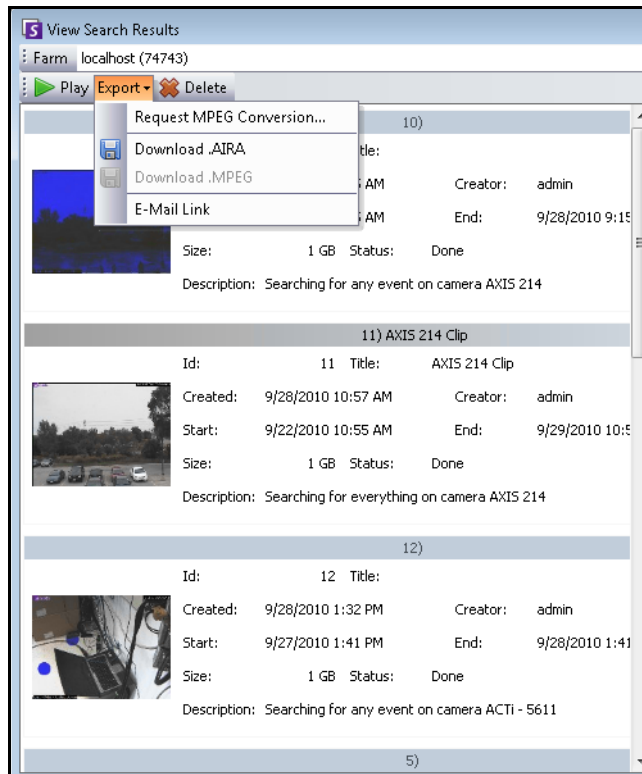 View Search Results
Farm localhost (74743)
Play Export Delete
Request MPEG Conversion...
Download .AIRA
Download .MPEG
E-Mail Link
10)
tle:
AM Creator: admin
AM End: 9/28/2010 9:15
Size: 1 GB Status: Done
Description: Searching for any event on camera AXIS 214
11) AXIS 214 Clip
Id: 11 Title: AXIS 214 Clip
Created: 9/28/2010 10:57 AM Creator: admin
Start: 9/22/2010 10:55 AM End: 9/29/2010 10:5
Size: 1 GB Status: Done
Description: Searching for everything on camera AXIS 214
12)
Id: 12 Title:
Created: 9/28/2010 1:32 PM Creator: admin
Start: 9/27/2010 1:41 PM End: 9/28/2010 1:41
Size: 1 GB Status: Done
Description: Searching for any event on camera ACTi - 5611
5)